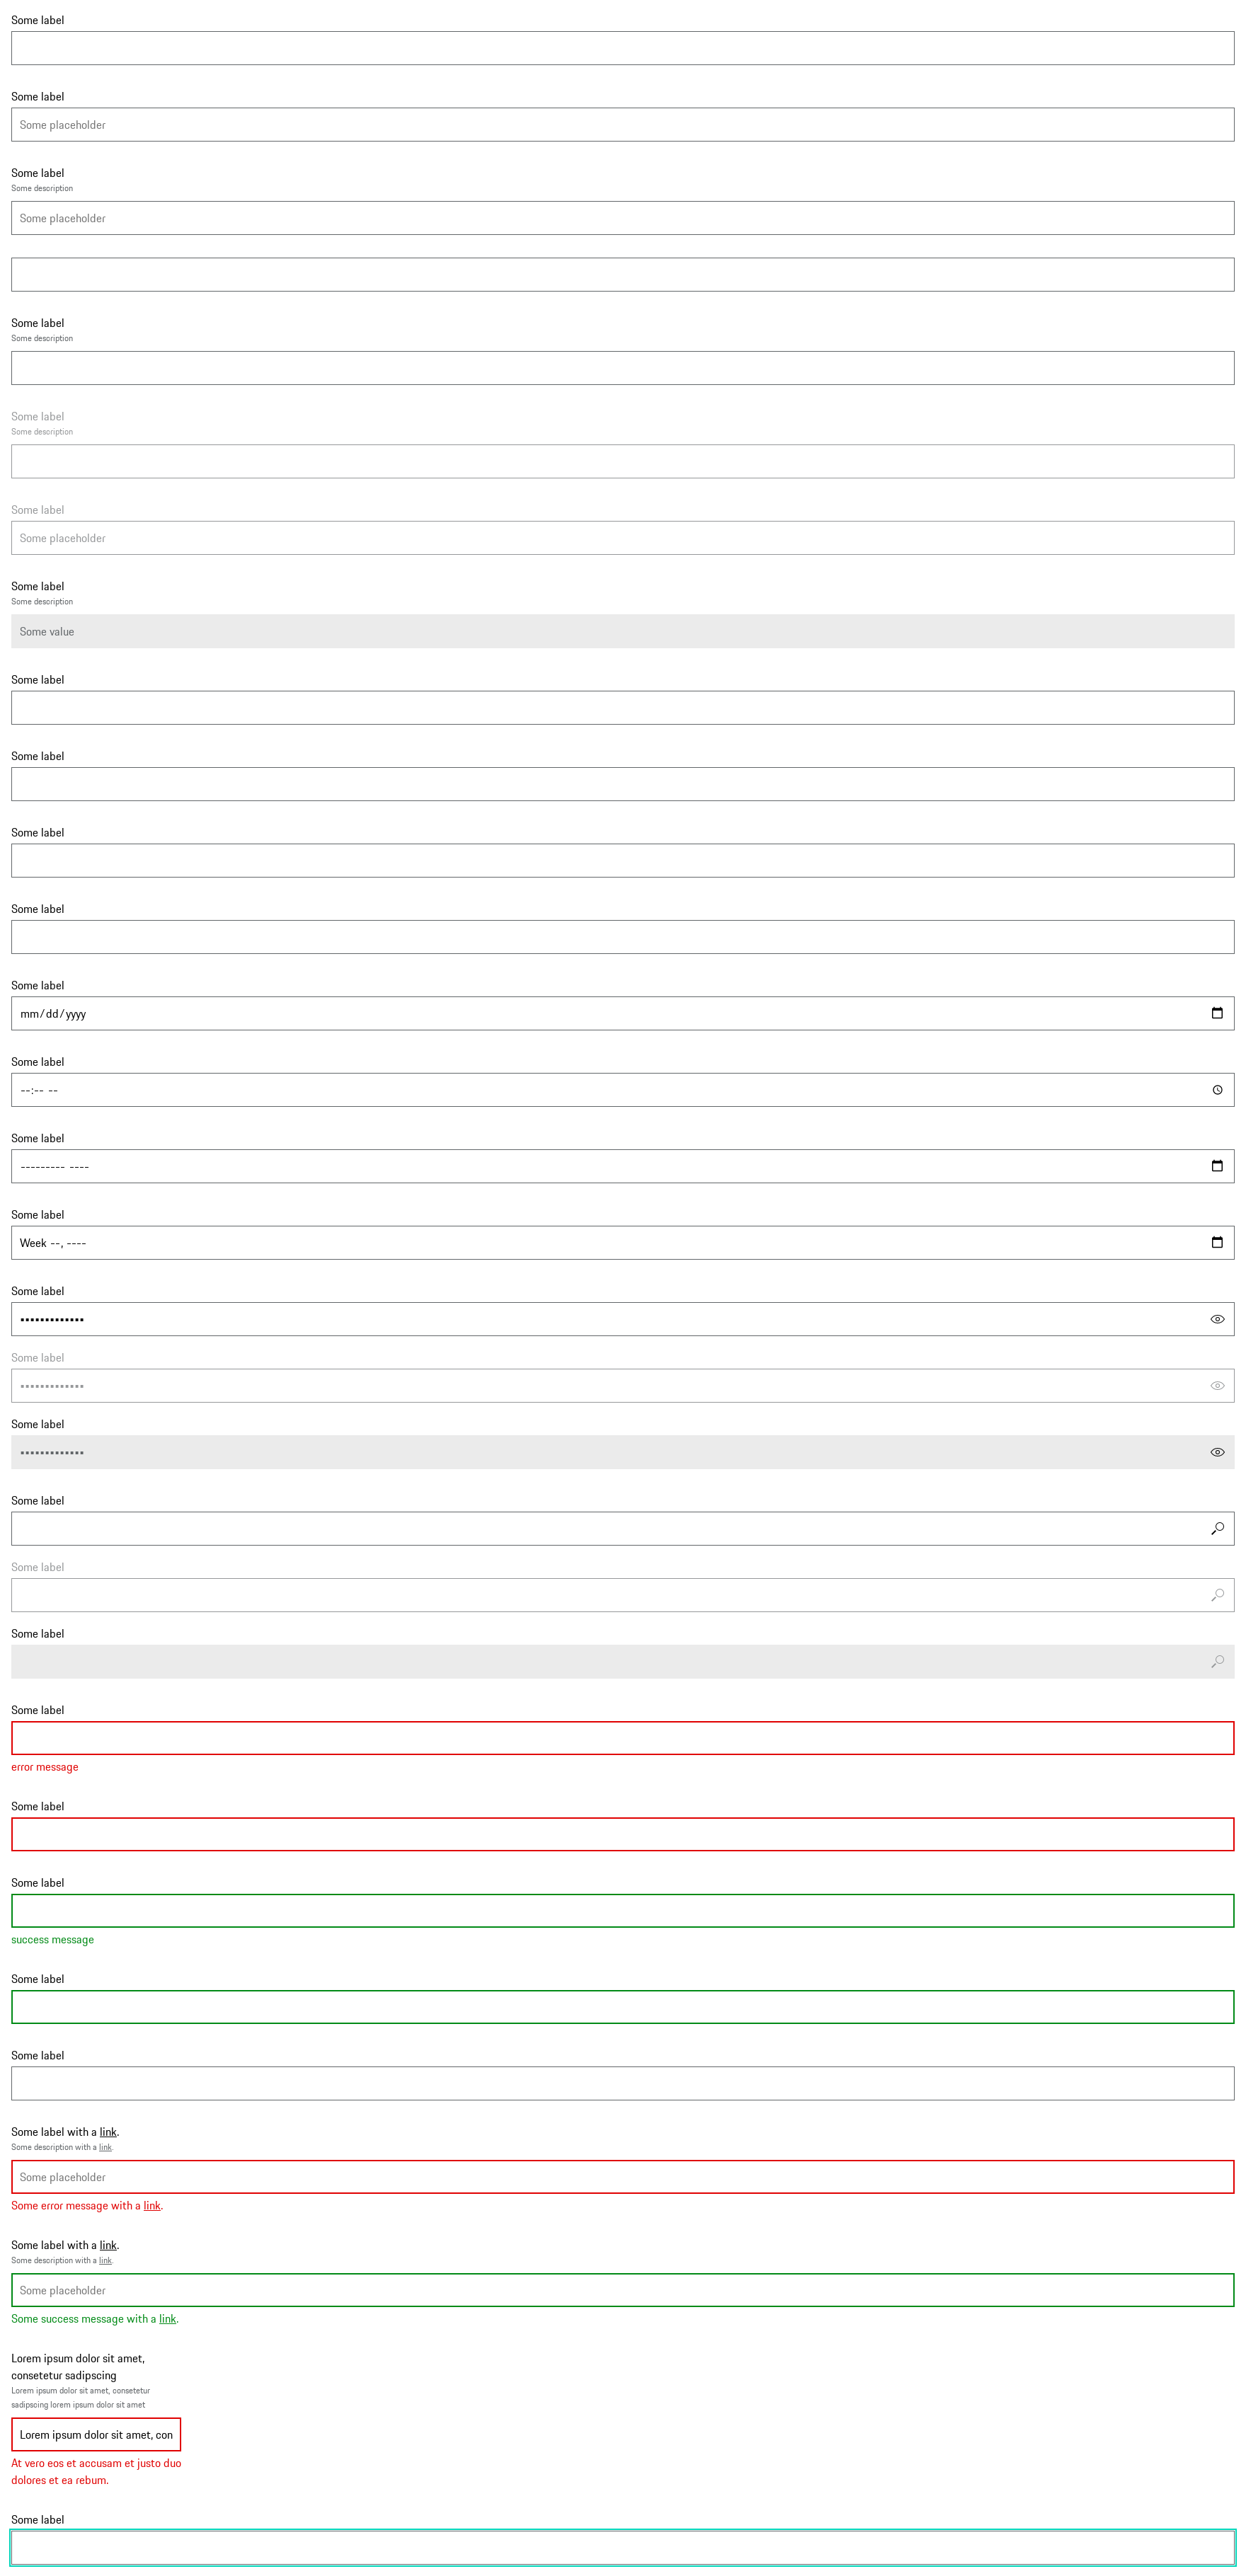 Some label
Some label
Some placeholder
Some label
Some description
Some placeholder
Some label
Some description
Some label
Some description
Some label
Some placeholder
Some label
Some description
Some value
Some label
Some label
Some label
Some label
Some label
mm/dd/yyyy
Some label
--:-- --
Some label
--------- ----
Some label
Week --, ----
Some label
•••••••••••••
Some label
•••••••••••••
Some label
•••••••••••••
Some label
Some label
Some label
Some label
error message
Some label
Some label
success message
Some label
Some label
Some label with a link.
Some description with a link.
Some placeholder
Some error message with a link.
Some label with a link.
Some description with a link.
Some placeholder
Some success message with a link.
Lorem ipsum dolor sit amet,
consetetur sadipscing
Lorem ipsum dolor sit amet, consetetur
sadipscing lorem ipsum dolor sit amet
Lorem ipsum dolor sit amet, con
At vero eos et accusam et justo duo
dolores et ea rebum.
Some label